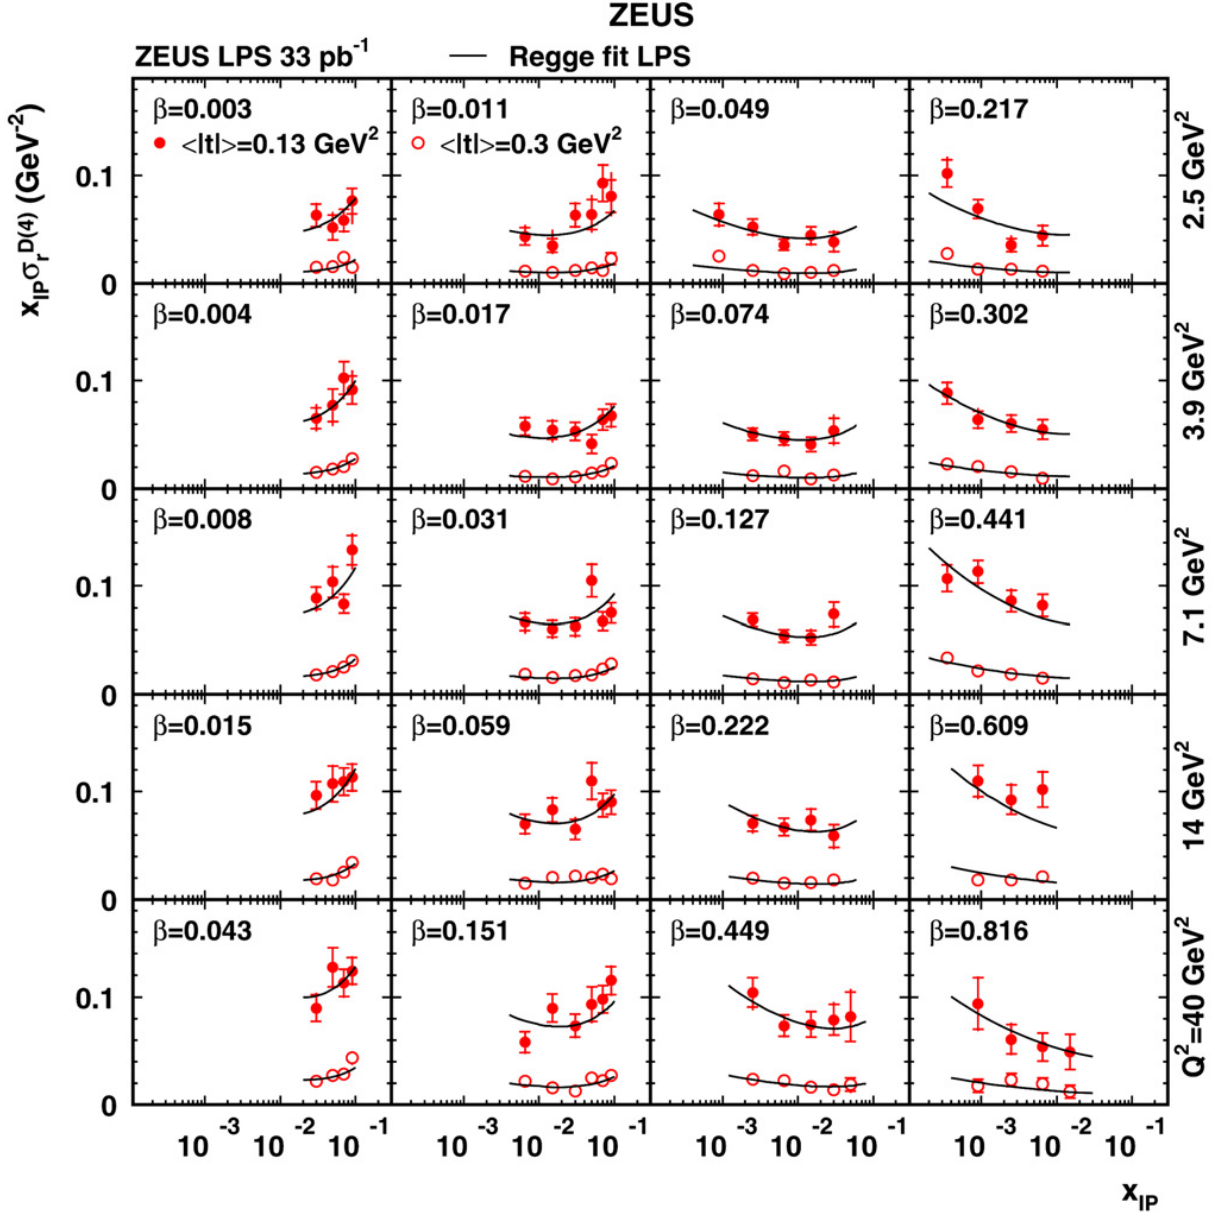 ZEUS
ZEUS LPS 33 pb⁻¹ — Regge fit LPS
x_IP σ_r^D(4) (GeV⁻²)
β=0.003 β=0.011 β=0.049 β=0.217
<|t|>=0.13 GeV² <|t|>=0.3 GeV²
0.1
0
2.5 GeV²
β=0.004 β=0.017 β=0.074 β=0.302
0.1
0
3.9 GeV²
β=0.008 β=0.031 β=0.127 β=0.441
0.1
0
7.1 GeV²
β=0.015 β=0.059 β=0.222 β=0.609
0.1
0
14 GeV²
β=0.043 β=0.151 β=0.449 β=0.816
0.1
0
Q²=40 GeV²
10⁻³ 10⁻² 10⁻¹ 10⁻³ 10⁻² 10⁻¹ 10⁻³ 10⁻² 10⁻¹ 10⁻³ 10⁻² 10⁻¹
x_IP